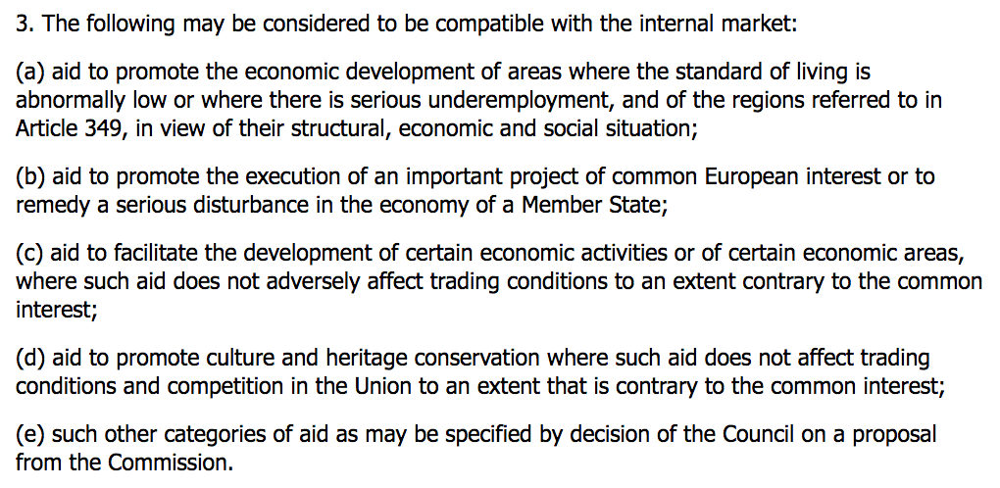 3. The following may be considered to be compatible with the internal market:
(a) aid to promote the economic development of areas where the standard of living is
abnormally low or where there is serious underemployment, and of the regions referred to in
Article 349, in view of their structural, economic and social situation;
(b) aid to promote the execution of an important project of common European interest or to
remedy a serious disturbance in the economy of a Member State;
(c) aid to facilitate the development of certain economic activities or of certain economic areas,
where such aid does not adversely affect trading conditions to an extent contrary to the common
interest;
(d) aid to promote culture and heritage conservation where such aid does not affect trading
conditions and competition in the Union to an extent that is contrary to the common interest;
(e) such other categories of aid as may be specified by decision of the Council on a proposal
from the Commission.